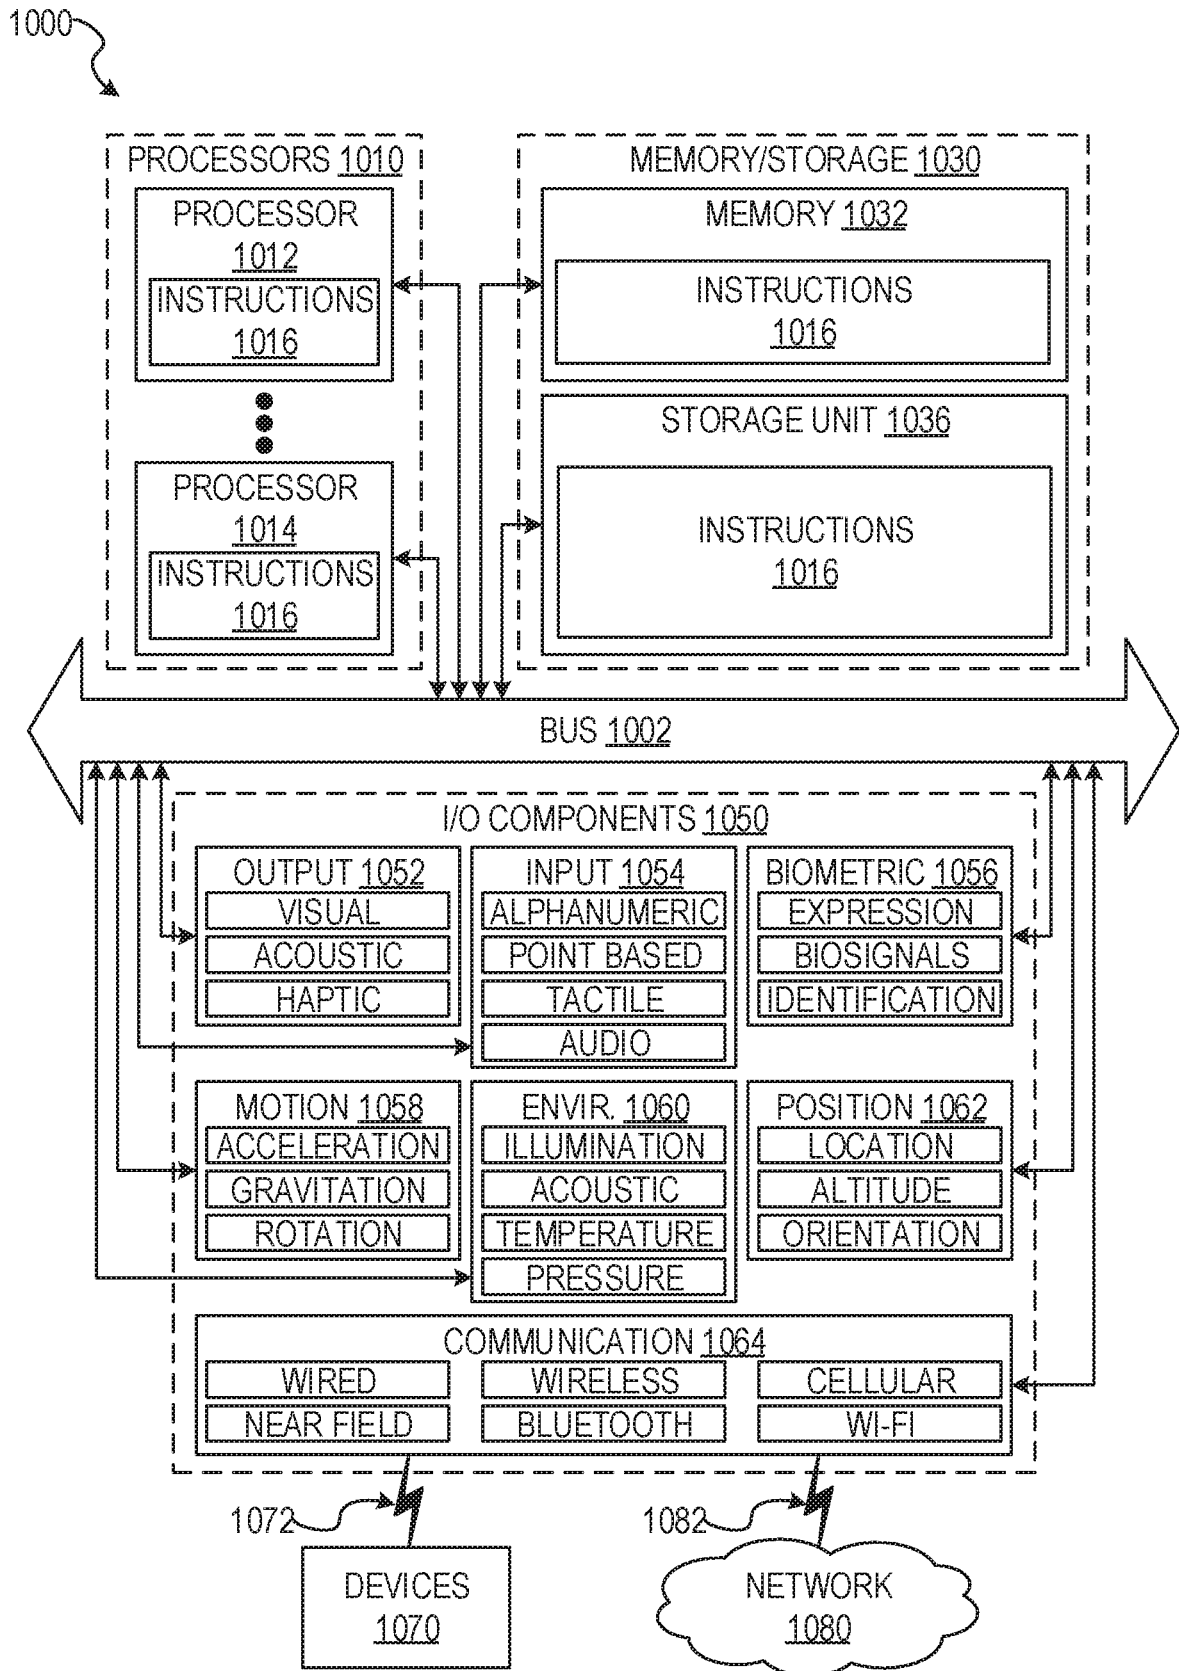 1000
PROCESSORS 1010
PROCESSOR
1012
INSTRUCTIONS
1016
PROCESSOR
1014
INSTRUCTIONS
1016
MEMORY/STORAGE 1030
MEMORY 1032
INSTRUCTIONS
1016
STORAGE UNIT 1036
INSTRUCTIONS
1016
BUS 1002
I/O COMPONENTS 1050
OUTPUT 1052
VISUAL
ACOUSTIC
HAPTIC
INPUT 1054
ALPHANUMERIC
POINT BASED
TACTILE
AUDIO
BIOMETRIC 1056
EXPRESSION
BIOSIGNALS
IDENTIFICATION
MOTION 1058
ACCELERATION
GRAVITATION
ROTATION
ENVIR. 1060
ILLUMINATION
ACOUSTIC
TEMPERATURE
PRESSURE
POSITION 1062
LOCATION
ALTITUDE
ORIENTATION
COMMUNICATION 1064
WIRED
WIRELESS
CELLULAR
NEAR FIELD
BLUETOOTH
WI-FI
1072
1082
DEVICES
1070
NETWORK
1080